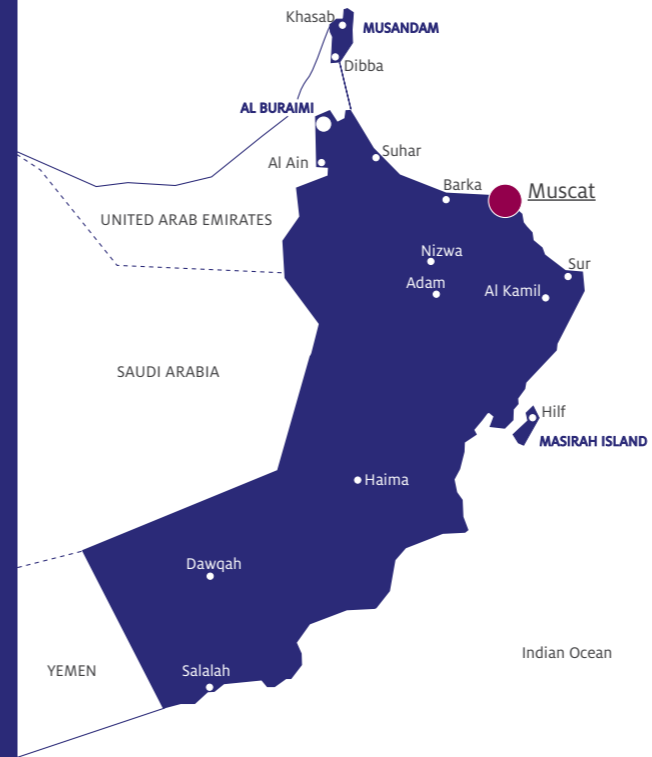 Khasab
MUSANDAM
Dibba
AL BURAIMI
Suhar
Al Ain
Barka
Muscat
UNITED ARAB EMIRATES
Nizwa
Sur
Adam
Al Kamil
SAUDI ARABIA
Hilf
MASIRAH ISLAND
Haima
Dawqah
Indian Ocean
YEMEN
Salalah